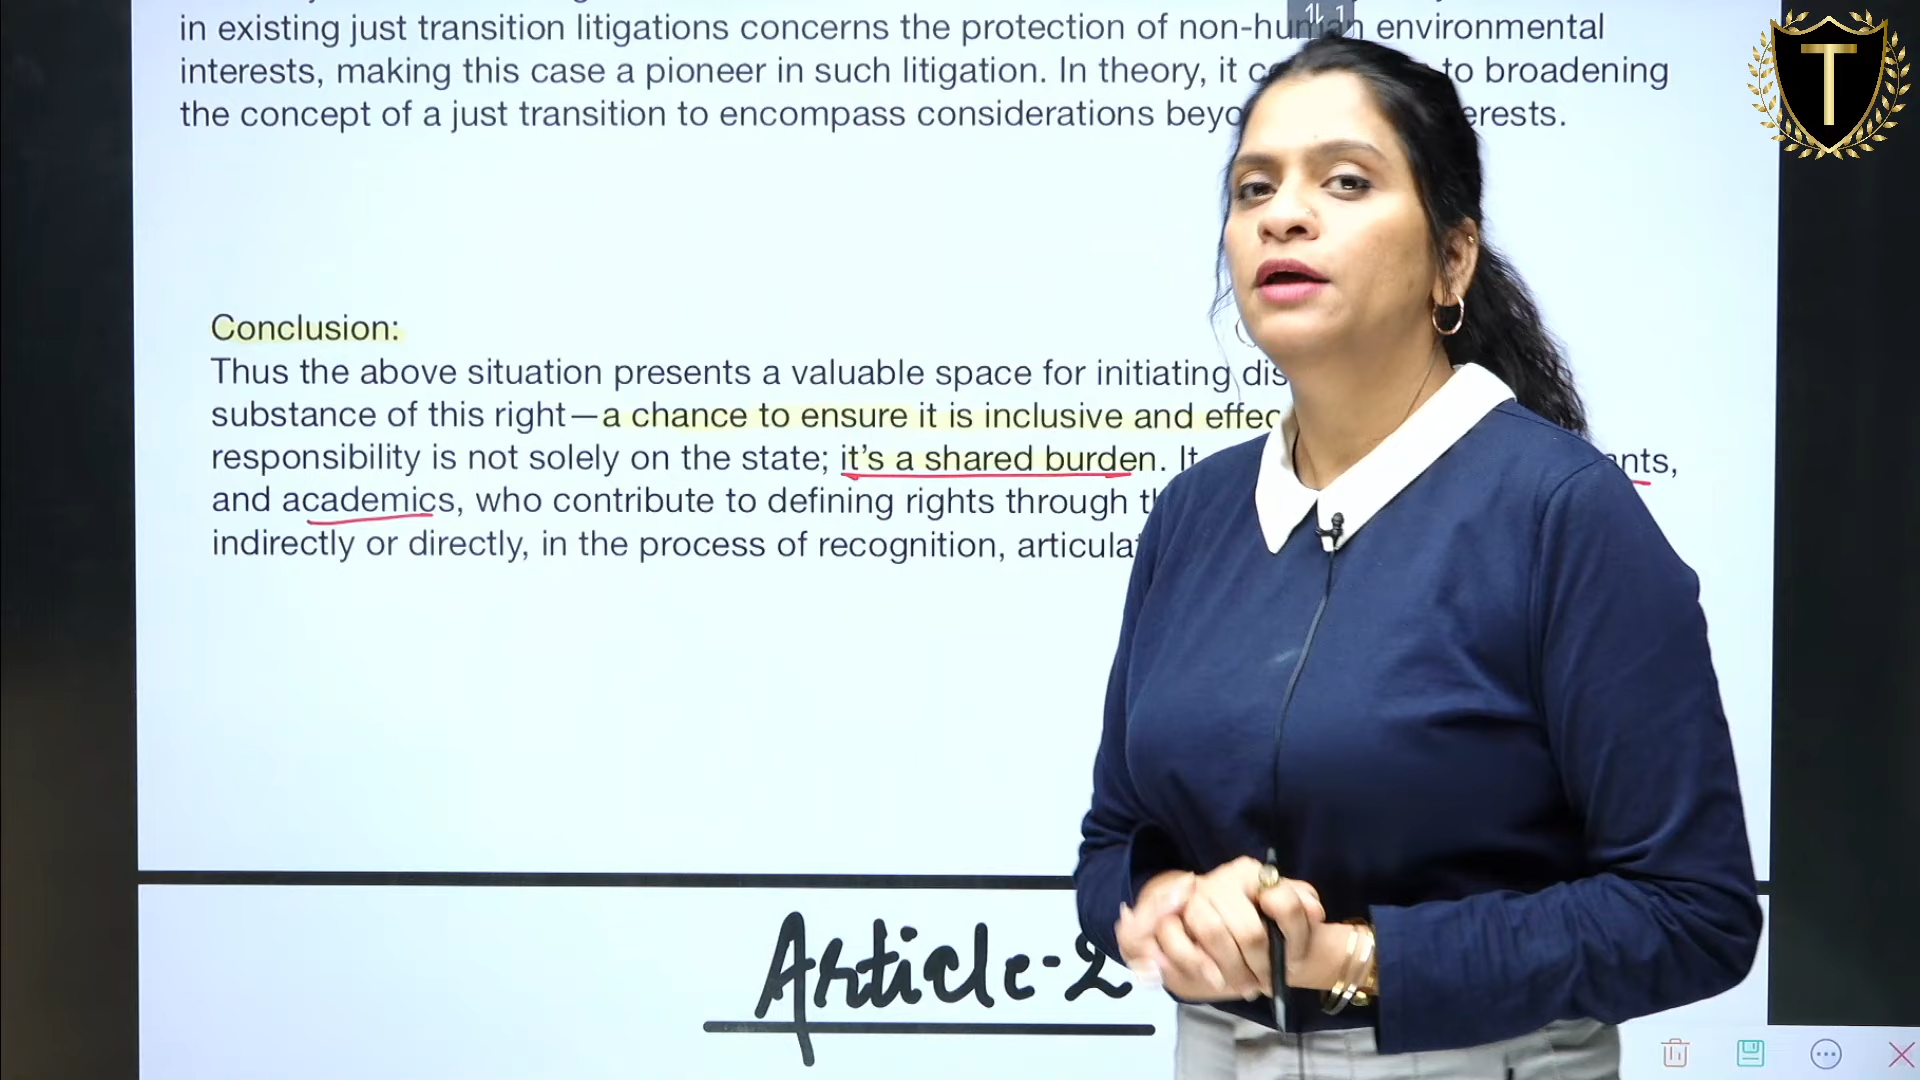 in existing just transition litigations concerns the protection of non-human environmental
interests, making this case a pioneer in such litigation. In theory, it to broadening
the concept of a just transition to encompass considerations
Conclusion:
Thus the above situation presents a valuable space for initiating
substance of this right—a chance to ensure it is inclusive and
responsibility is not solely on the state; it's a shared burden. It
and academics, who contribute to defining rights through
indirectly or directly, in the process of recognition,
Article-2
T